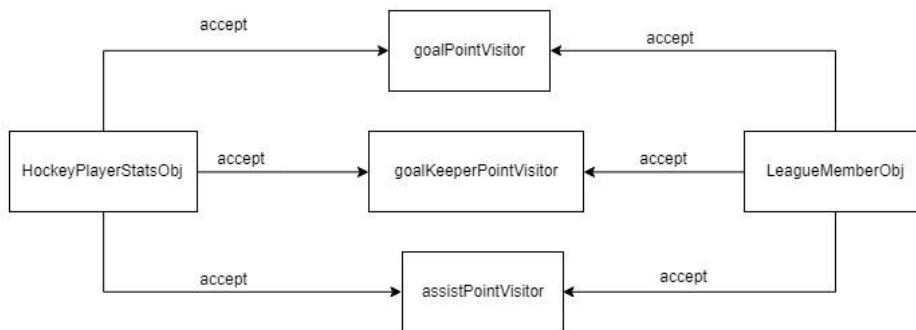 accept
goalPointVisitor
accept
HockeyPlayerStatsObj
accept
goalKeeperPointVisitor
accept
LeagueMemberObj
accept
assistPointVisitor
accept